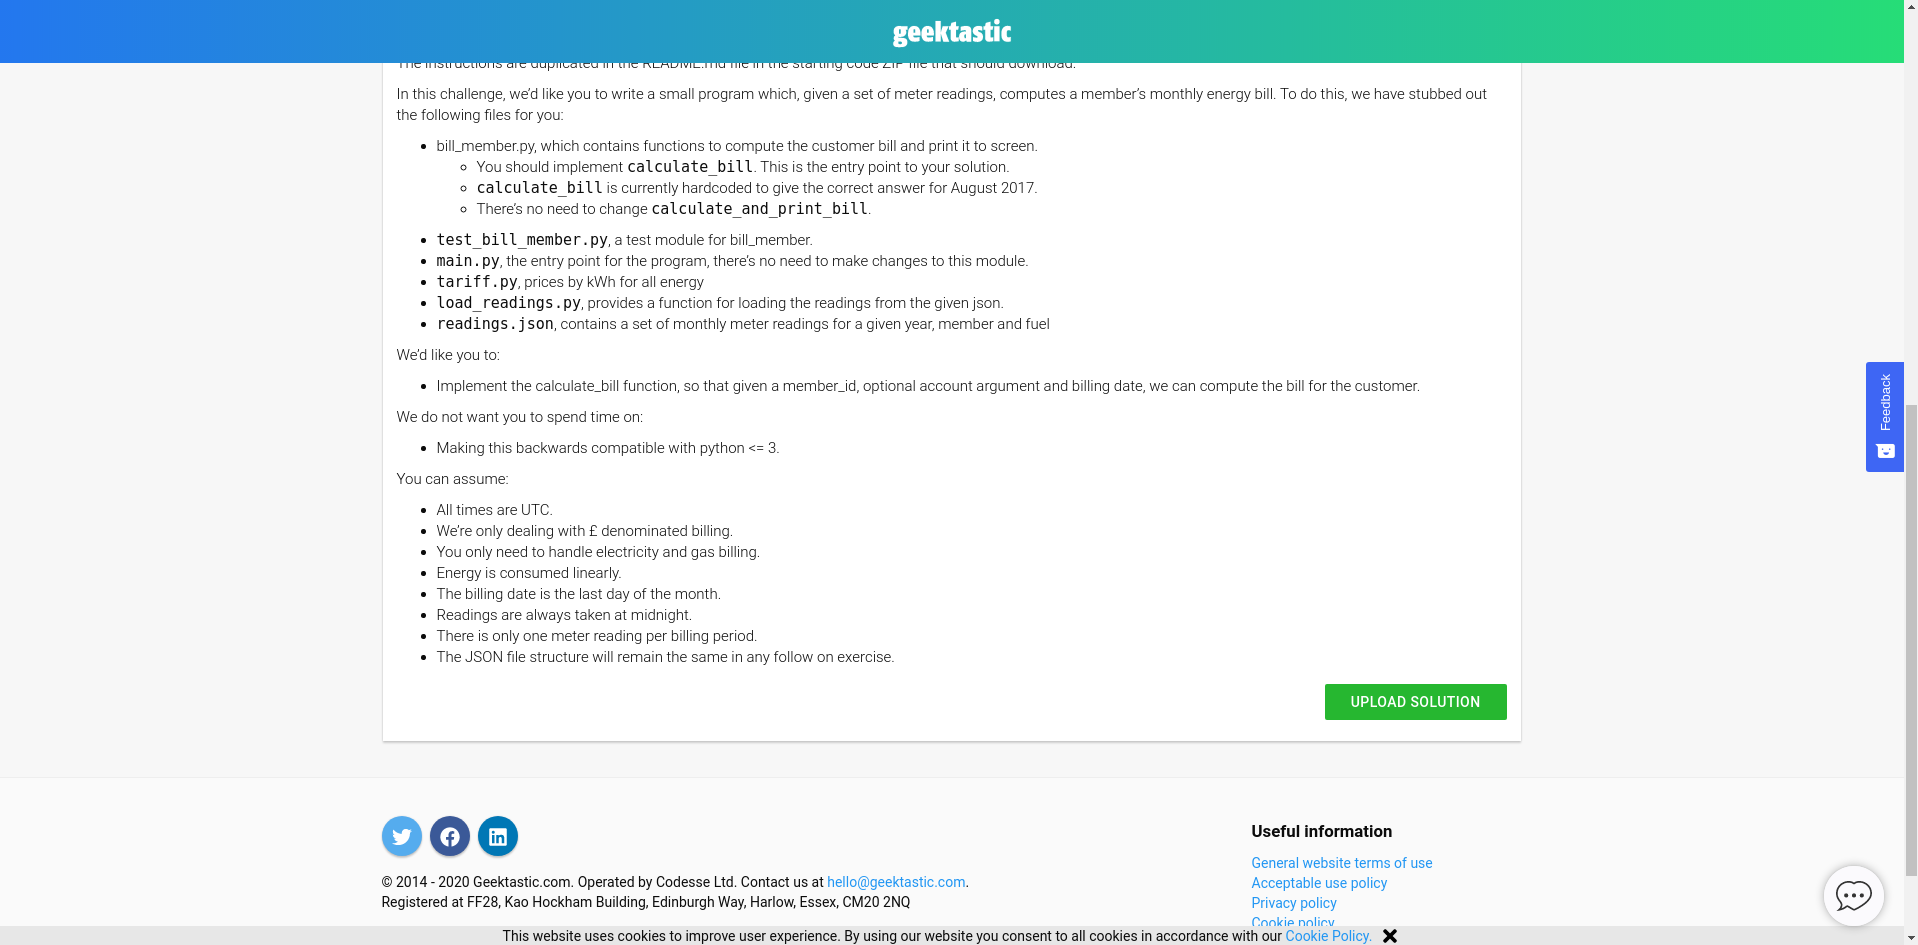 geektastic
The instructions are duplicated in the README.md file in the starting code ZIP file that should download.
In this challenge, we’d like you to write a small program which, given a set of meter readings, computes a member’s monthly energy bill. To do this, we have stubbed out
the following files for you:
bill_member.py, which contains functions to compute the customer bill and print it to screen.
You should implement calculate_bill. This is the entry point to your solution.
calculate_bill is currently hardcoded to give the correct answer for August 2017.
There’s no need to change calculate_and_print_bill.
test_bill_member.py, a test module for bill_member.
main.py, the entry point for the program, there’s no need to make changes to this module.
tariff.py, prices by kWh for all energy
load_readings.py, provides a function for loading the readings from the given json.
readings.json, contains a set of monthly meter readings for a given year, member and fuel
We’d like you to:
Implement the calculate_bill function, so that given a member_id, optional account argument and billing date, we can compute the bill for the customer.
We do not want you to spend time on:
Making this backwards compatible with python <= 3.
You can assume:
All times are UTC.
We’re only dealing with £ denominated billing.
You only need to handle electricity and gas billing.
Energy is consumed linearly.
The billing date is the last day of the month.
Readings are always taken at midnight.
There is only one meter reading per billing period.
The JSON file structure will remain the same in any follow on exercise.
UPLOAD SOLUTION
Feedback
© 2014 - 2020 Geektastic.com. Operated by Codesse Ltd. Contact us at hello@geektastic.com.
Registered at FF28, Kao Hockham Building, Edinburgh Way, Harlow, Essex, CM20 2NQ
Useful information
General website terms of use
Acceptable use policy
Privacy policy
Cookie policy
This website uses cookies to improve user experience. By using our website you consent to all cookies in accordance with our Cookie Policy.